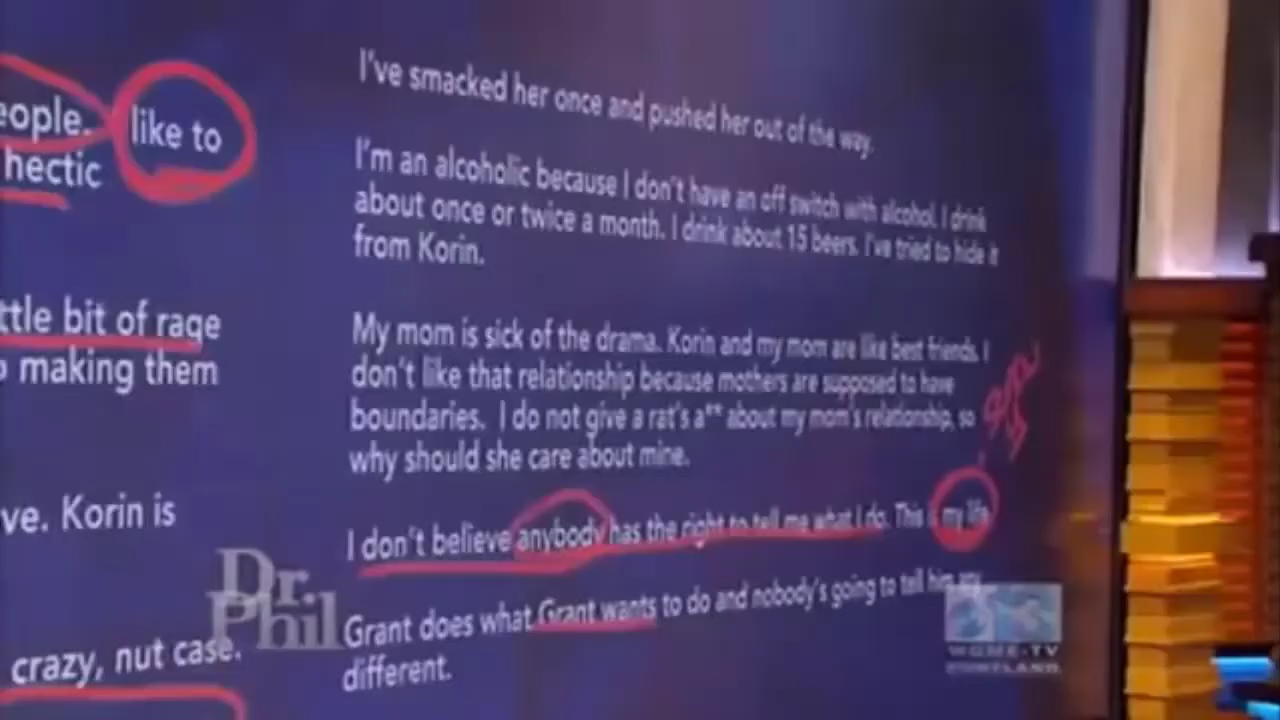 eople.
like to
hectic
ttle bit of rage
making them
ve. Korin is
crazy, nut case.
I've smacked her once and pushed her out of the way.
I'm an alcoholic because I don't have an off switch with alcohol. I drink
about once or twice a month. I drink about 15 beers. I've tried to hide it
from Korin.
My mom is sick of the drama. Korin and my mom are like best friends. I
don't like that relationship because mothers are supposed to have
boundaries. I do not give a rat's a** about my mom's relationship, so
why should she care about mine.
I don't believe anybody has the right to tell me what I do. This is my life
Grant does what Grant wants to do and nobody's going to tell him any
different.
Dr.
Phil
WGME-TV
PORTLAND